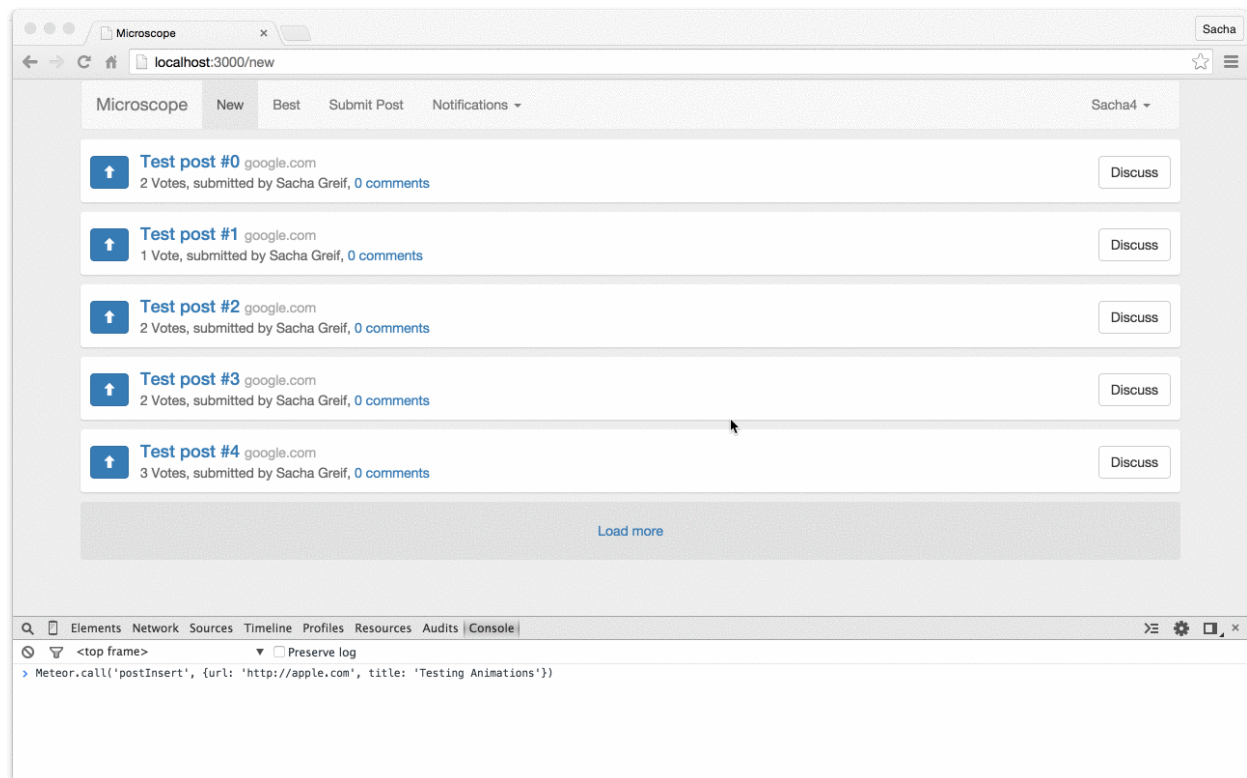 Microscope
Sacha
localhost:3000/new
Microscope New Best Submit Post Notifications Sacha4
Test post #0 google.com
2 Votes, submitted by Sacha Greif, 0 comments
Discuss
Test post #1 google.com
1 Vote, submitted by Sacha Greif, 0 comments
Discuss
Test post #2 google.com
2 Votes, submitted by Sacha Greif, 0 comments
Discuss
Test post #3 google.com
2 Votes, submitted by Sacha Greif, 0 comments
Discuss
Test post #4 google.com
3 Votes, submitted by Sacha Greif, 0 comments
Discuss
Load more
Elements Network Sources Timeline Profiles Resources Audits Console
<top frame> Preserve log
Meteor.call('postInsert', {url: 'http://apple.com', title: 'Testing Animations'})